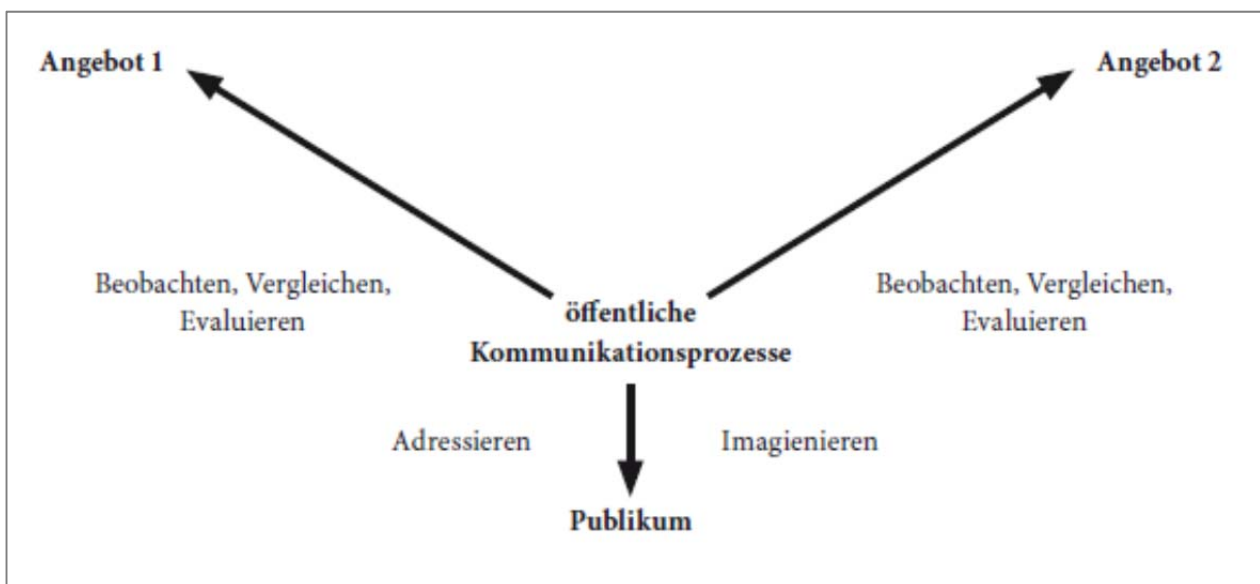 Angebot 1
Angebot 2
Beobachten, Vergleichen,
Evaluieren
Beobachten, Vergleichen,
Evaluieren
öffentliche
Kommunikationsprozesse
Adressieren
Imagienieren
Publikum